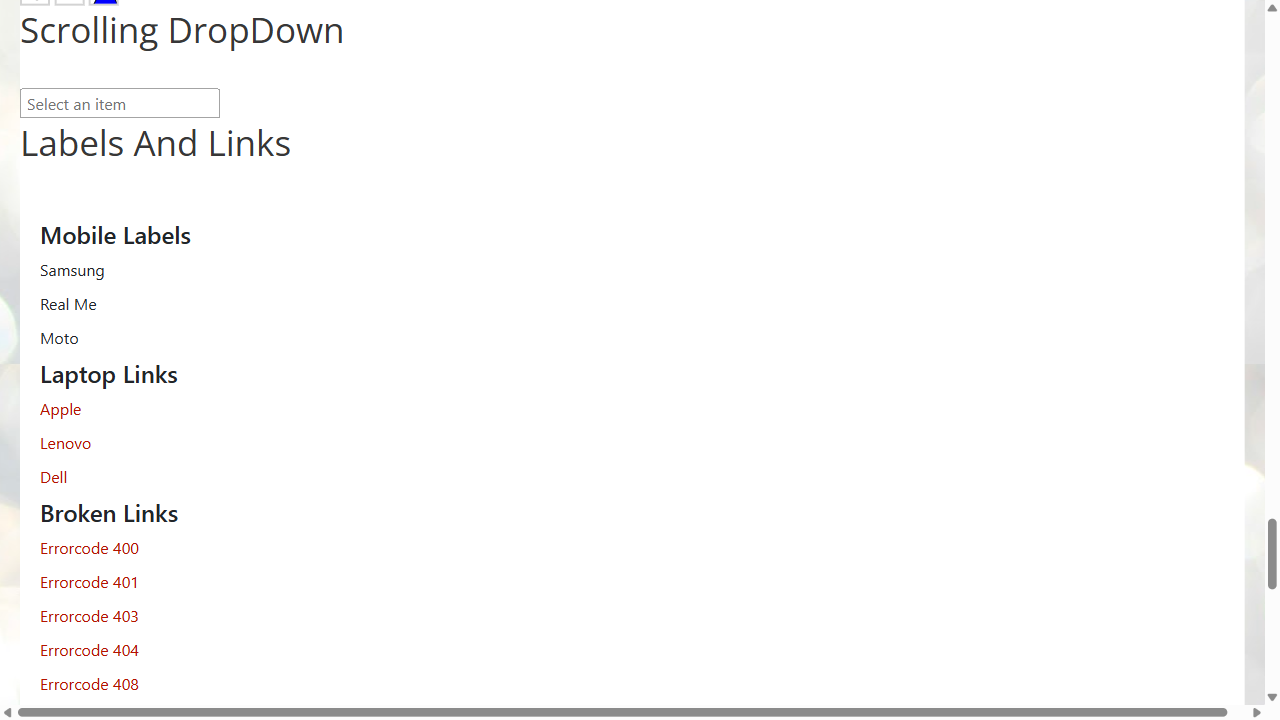 Scrolling DropDown
Select an item
Labels And Links
Mobile Labels
Samsung
Real Me
Moto
Laptop Links
Apple
Lenovo
Dell
Broken Links
Errorcode 400
Errorcode 401
Errorcode 403
Errorcode 404
Errorcode 408